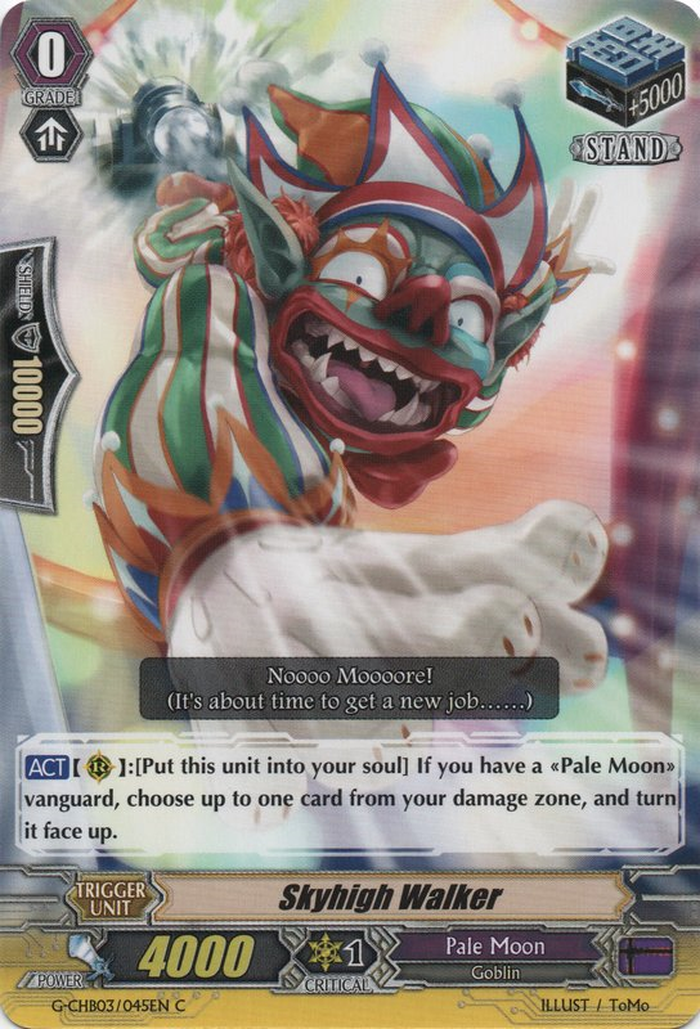 0
GRADE
+5000
STAND
SHIELD
10000
Noooo Moooore!
(It's about time to get a new job......)
ACT【R】:[Put this unit into your soul] If you have a «Pale Moon»
vanguard, choose up to one card from your damage zone, and turn
it face up.
TRIGGER
UNIT
Skyhigh Walker
POWER
4000
1
CRITICAL
Pale Moon
Goblin
G-CHB03/045EN C
ILLUST / ToMo